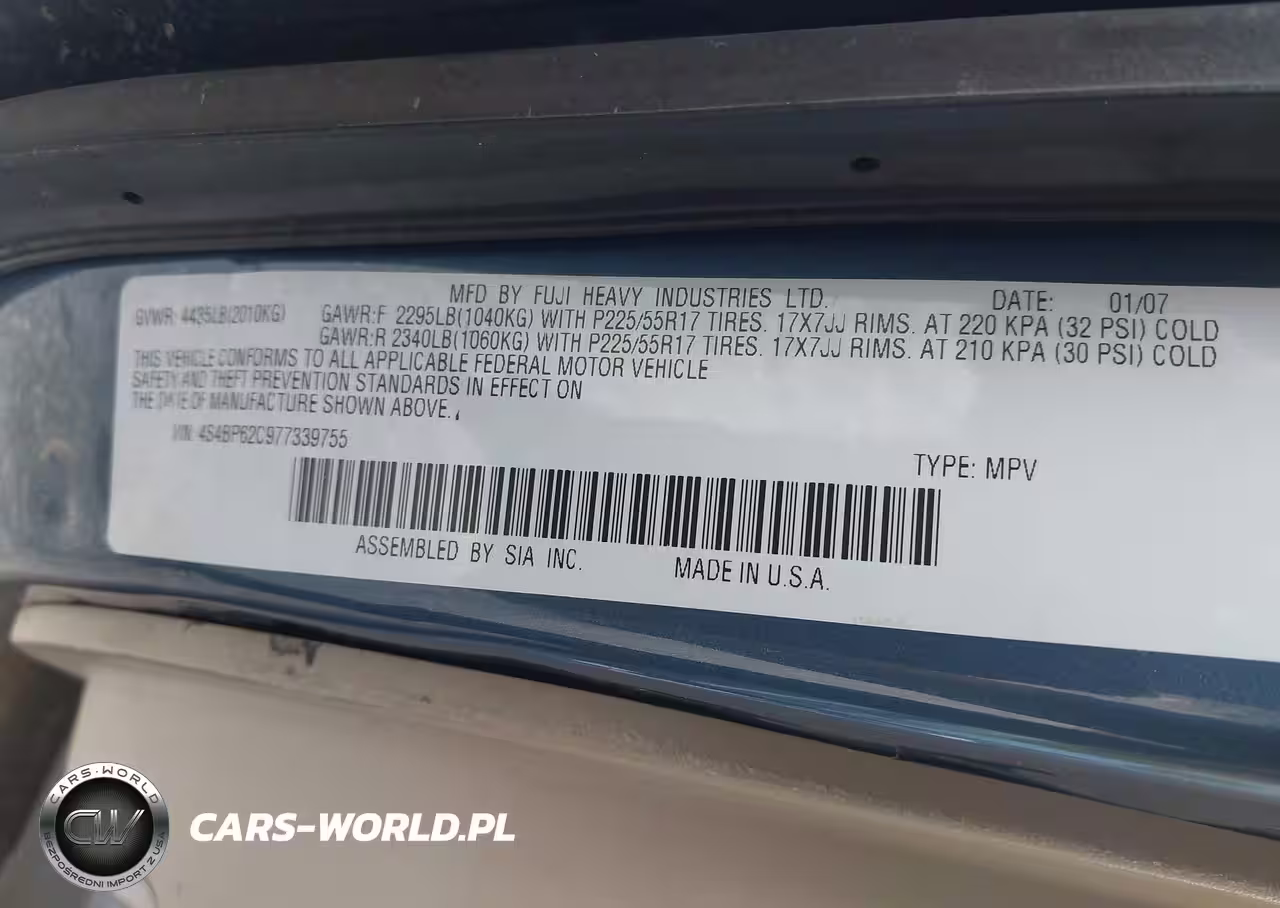 MFD BY FUJI HEAVY INDUSTRIES LTD. DATE: 01/07
GVWR: 4435LB(2010KG) GAWR:F 2295LB(1040KG) WITH P225/55R17 TIRES. 17X7JJ RIMS. AT 220 KPA (32 PSI) COLD
GAWR:R 2340LB(1060KG) WITH P225/55R17 TIRES. 17X7JJ RIMS. AT 210 KPA (30 PSI) COLD
THIS VEHICLE CONFORMS TO ALL APPLICABLE FEDERAL MOTOR VEHICLE
SAFETY AND THEFT PREVENTION STANDARDS IN EFFECT ON
THE DATE OF MANUFACTURE SHOWN ABOVE.
VIN: 4S4BP62C977339755
TYPE: MPV
ASSEMBLED BY SIA INC. MADE IN U.S.A.
CARS-WORLD
CW
BEZPOŚREDNI IMPORT Z USA
CARS-WORLD.PL